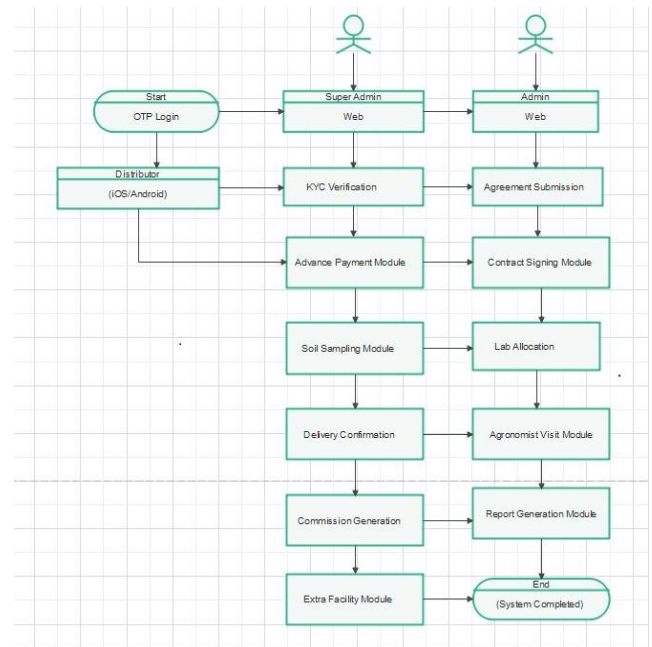 Start
OTP Login
Super Admin
Web
Admin
Web
Distributor
(iOS/Android)
KYC Verification
Agreement Submission
Advance Payment Module
Contract Signing Module
Soil Sampling Module
Lab Allocation
Delivery Confirmation
Agronomist Visit Module
Commission Generation
Report Generation Module
Extra Facility Module
End
(System Completed)